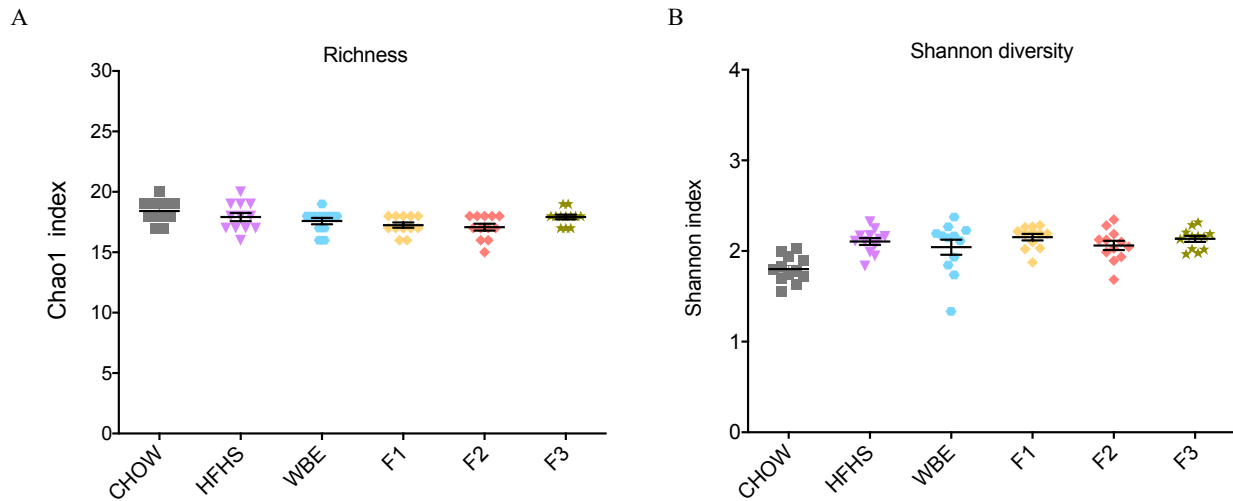 A
Richness
Chao1 index
30
25
20
15
10
5
0
CHOW
HFHS
WBE
F1
F2
F3
B
Shannon diversity
Shannon index
4
3
2
1
0
CHOW
HFHS
WBE
F1
F2
F3